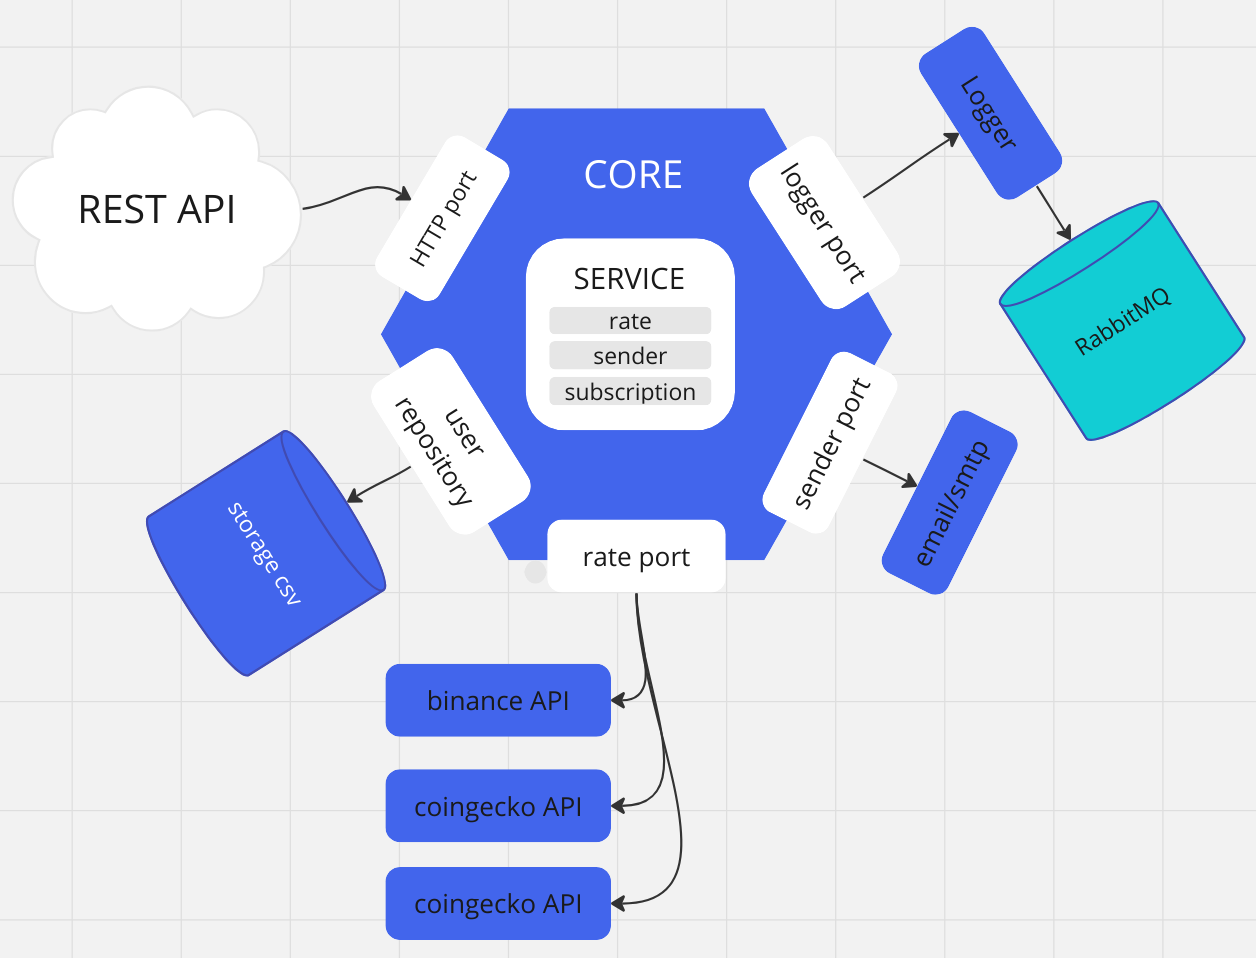 REST API
HTTP port
CORE
logger port
Logger
RabbitMQ
SERVICE
rate
sender
subscription
user
repository
storage csv
sender port
email/smtp
rate port
binance API
coingecko API
coingecko API